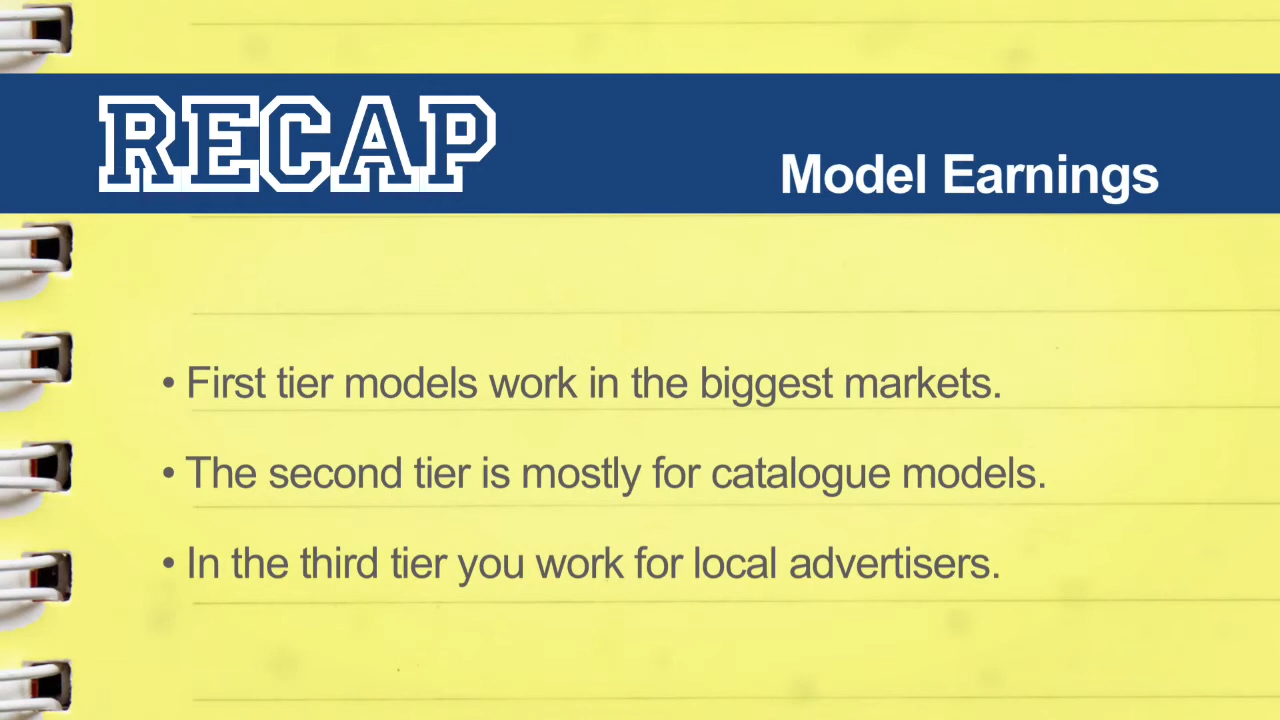 RECAP
Model Earnings
• First tier models work in the biggest markets.
• The second tier is mostly for catalogue models.
• In the third tier you work for local advertisers.